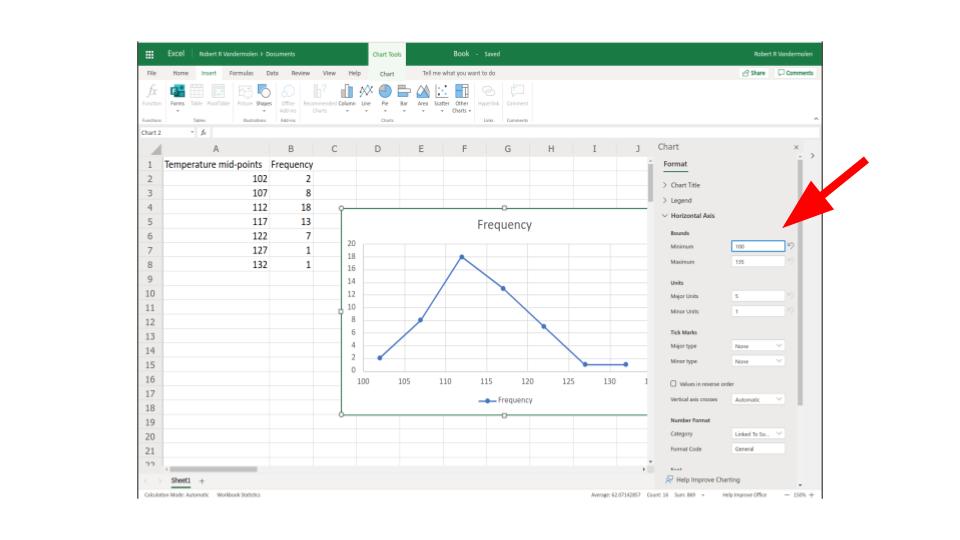 Excel Robert R Vandermolen > Documents Chart Tools Book - Saved Robert R Vandermolen
File Home Insert Formulas Data Review View Help Chart Tell me what you want to do Share Comments
Function Forms Table PivotTable Picture Shapes Office Add-ins Recommended Charts Column Line Pie Bar Area Scatter Other Charts Hyperlink Comment
Functions Tables Illustrations Add-ins Charts Links Comments
Chart 2 fx
A B C D E F G H I J
1 Temperature mid-points Frequency
2 102 2
3 107 8
4 112 18
5 117 13
6 122 7
7 127 1
8 132 1
9
10
11
12
13
14
15
16
17
18
19
20
21
22
Frequency
20
18
16
14
12
10
8
6
4
2
0
100 105 110 115 120 125 130
Frequency
Chart
Format
Chart Title
Legend
Horizontal Axis
Bounds
Minimum 100
Maximum 135
Units
Major Units 5
Minor Units 1
Tick Marks
Major type None
Minor type None
Values in reverse order
Vertical axis crosses Automatic
Number Format
Category Linked To So...
Format Code General
Help Improve Charting
Sheet1 +
Calculation Mode: Automatic Workbook Statistics Average: 62.07142857 Count: 16 Sum: 869 Help Improve Office - 150% +